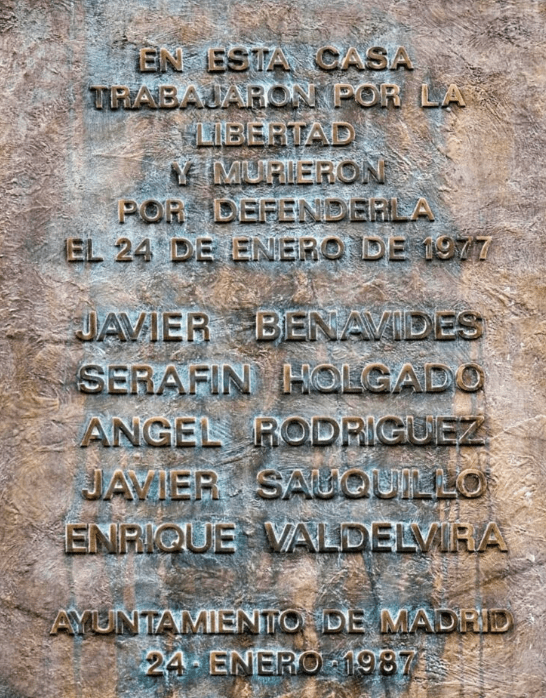 EN ESTA CASA
TRABAJARON POR LA
LIBERTAD
Y MURIERON
POR DEFENDERLA
EL 24 DE ENERO DE 1977
JAVIER BENAVIDES
SERAFIN HOLGADO
ANGEL RODRIGUEZ
JAVIER SAUQUILLO
ENRIQUE VALDELVIRA
AYUNTAMIENTO DE MADRID
24 - ENERO - 1987